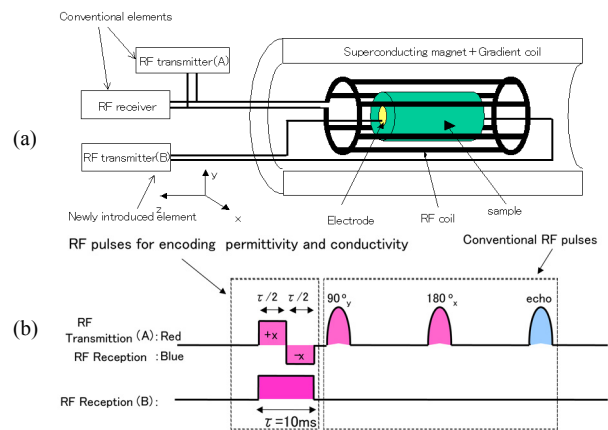 Conventional elements
RF transmitter(A)
Superconducting magnet+Gradient coil
RF receiver
(a)
RF transmitter(B)
y
z
x
Newly introduced element
Electrode
RF coil
sample
RF pulses for encoding permittivity and conductivity
Conventional RF pulses
τ/2 τ/2
90°y
180°x
echo
(b)
RF
Transmittion (A): Red
+x
-x
RF Reception : Blue
RF Reception (B):
τ=10ms